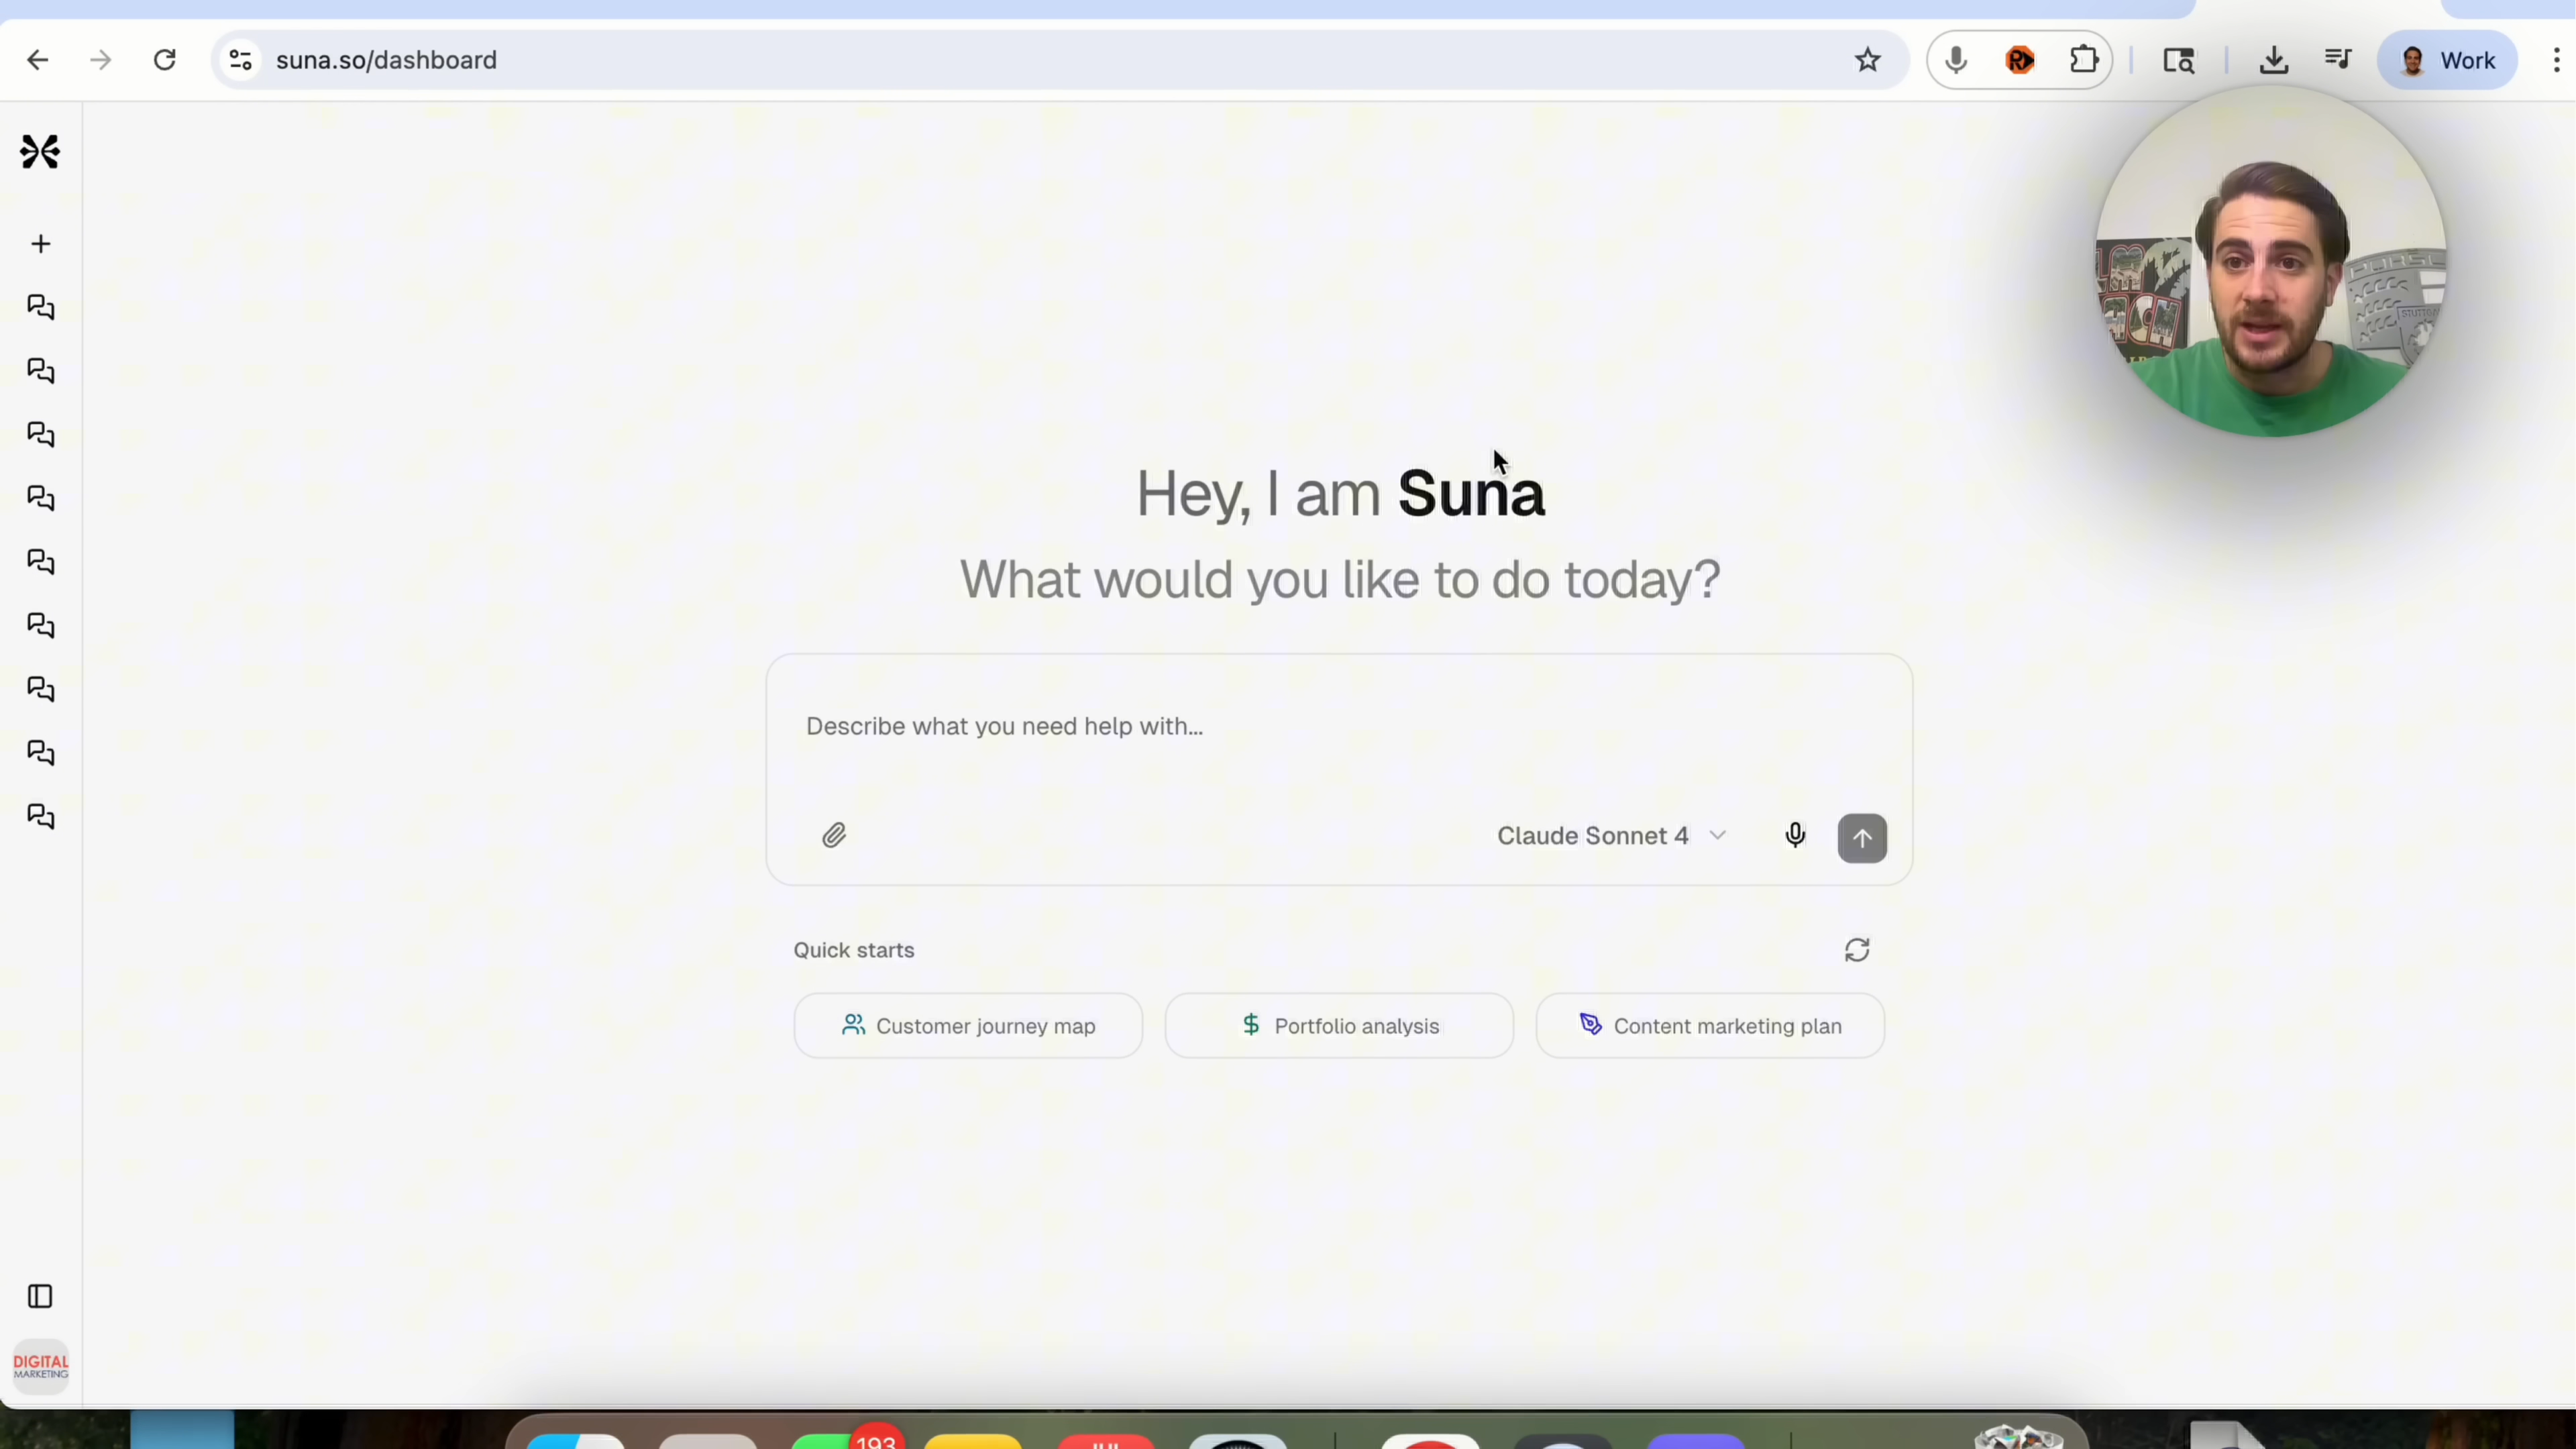 suna.so/dashboard
Work
Hey, I am Suna
What would you like to do today?
Describe what you need help with...
Claude Sonnet 4
Quick starts
Customer journey map
Portfolio analysis
Content marketing plan
DIGITAL
MARKETING
193